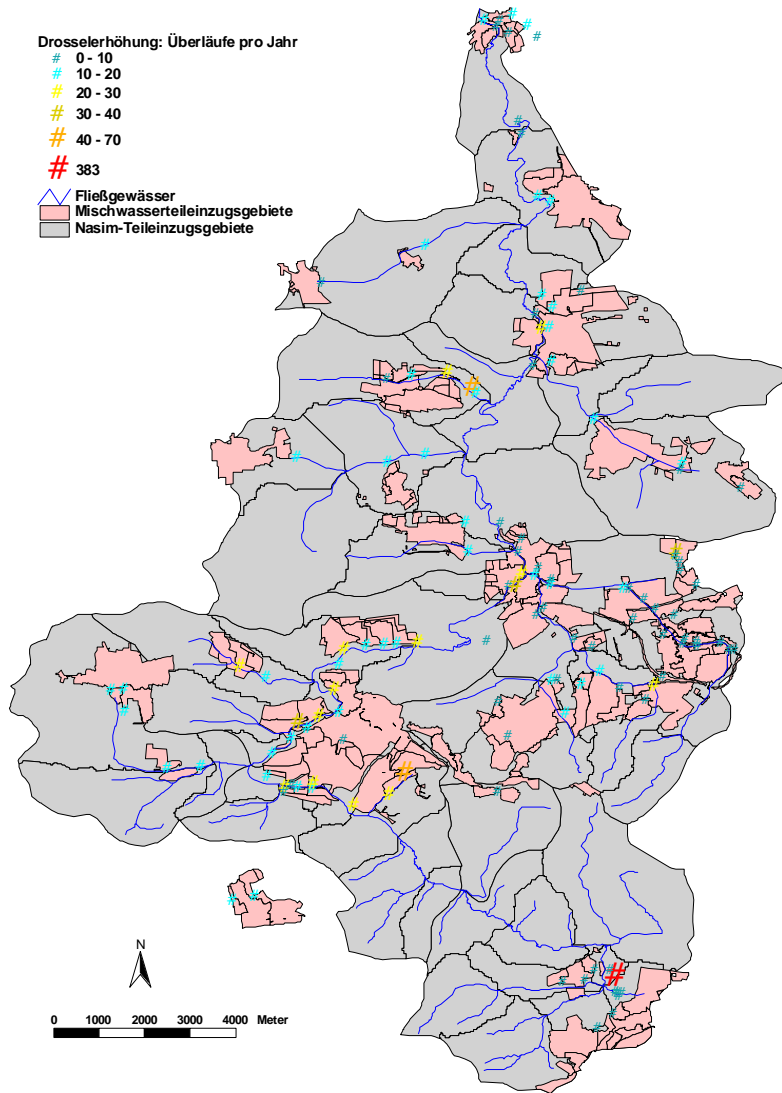 Drosselerhöhung: Überläufe pro Jahr
# 0 - 10
# 10 - 20
# 20 - 30
# 30 - 40
# 40 - 70
# 383
Fließgewässer
Mischwasserteileinzugsgebiete
Nasim-Teileinzugsgebiete
N
0 1000 2000 3000 4000 Meter